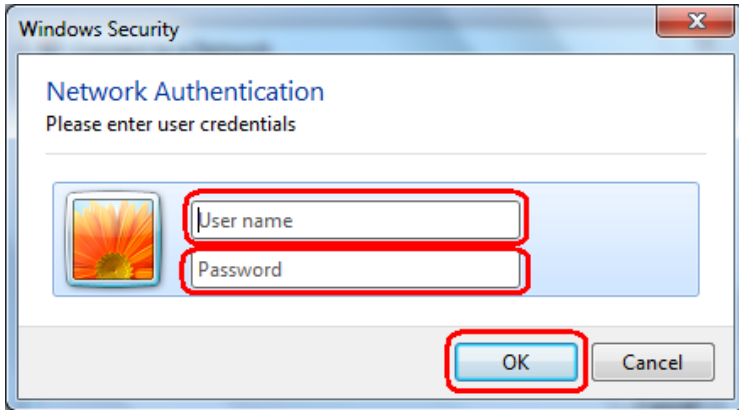 Windows Security
Network Authentication
Please enter user credentials
User name
Password
OK
Cancel